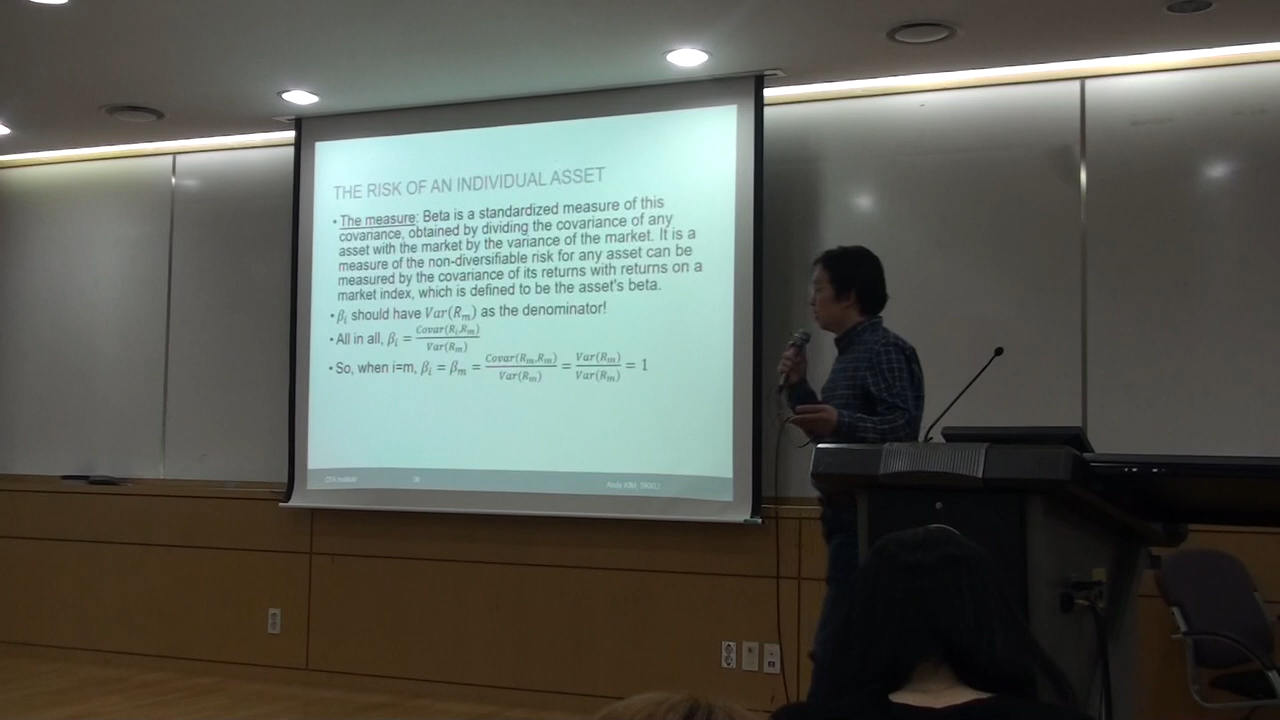 THE RISK OF AN INDIVIDUAL ASSET
• The measure: Beta is a standardized measure of this
covariance, obtained by dividing the covariance of any
asset with the market by the variance of the market. It is a
measure of the non-diversifiable risk for any asset can be
measured by the covariance of its returns with returns on a
market index, which is defined to be the asset's beta.
• βᵢ should have Var(Rₘ) as the denominator!
• All in all, βᵢ = Covar(Rᵢ,Rₘ) / Var(Rₘ)
• So, when i=m, βᵢ = βₘ = Covar(Rₘ,Rₘ) / Var(Rₘ) = Var(Rₘ) / Var(Rₘ) = 1
Andy KIM, SKKU